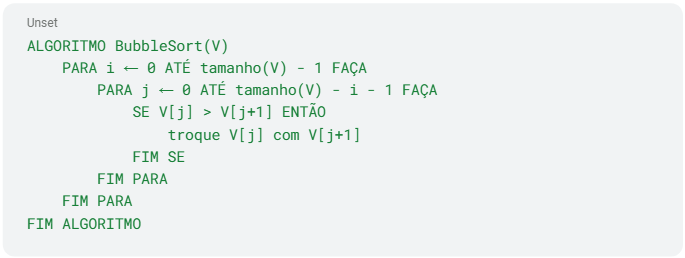 Unset
ALGORITMO BubbleSort(V)
    PARA i ← 0 ATÉ tamanho(V) - 1 FAÇA
        PARA j ← 0 ATÉ tamanho(V) - i - 1 FAÇA
            SE V[j] > V[j+1] ENTÃO
                troque V[j] com V[j+1]
            FIM SE
        FIM PARA
    FIM PARA
FIM ALGORITMO